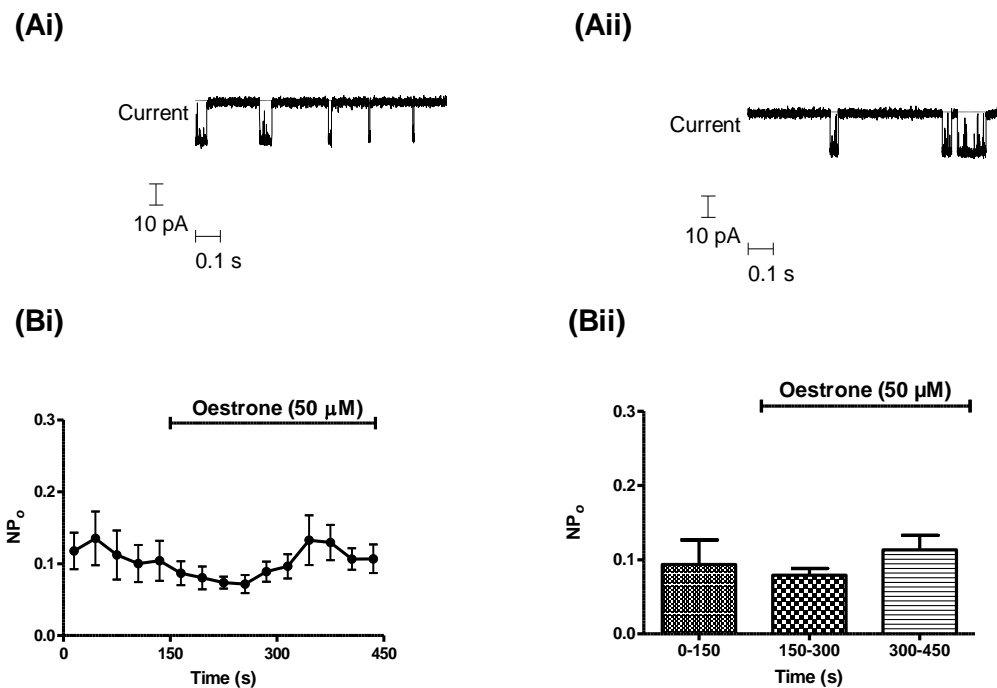 (Ai)
(Aii)
Current
10 pA
0.1 s
Current
10 pA
0.1 s
(Bi)
(Bii)
Oestrone (50 μM)
0.3
0.2
0.1
0.0
NPo
0 150 300 450
Time (s)
Oestrone (50 µM)
0.3
0.2
0.1
0.0
NPo
0-150 150-300 300-450
Time (s)